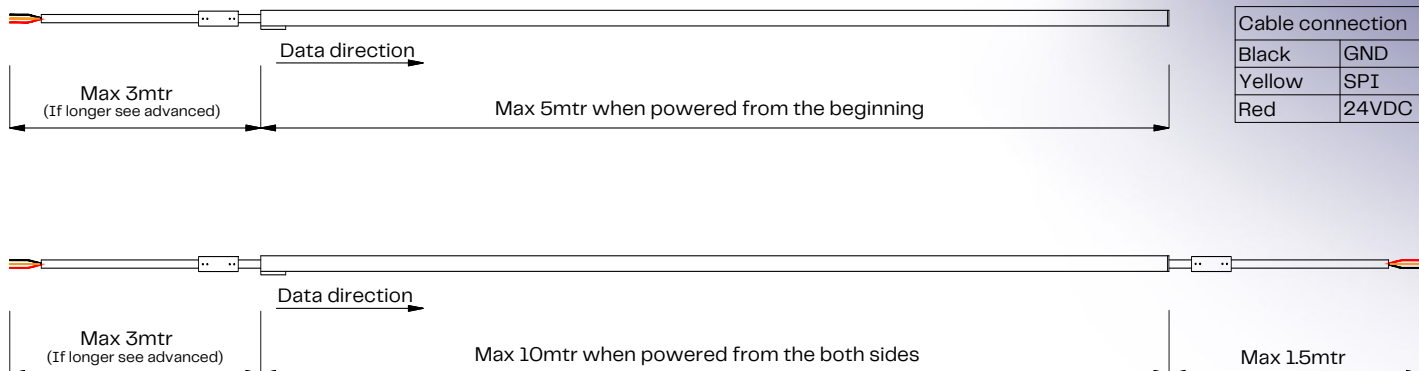 Cable connection
Black GND
Yellow SPI
Red 24VDC
Data direction
Max 3mtr
(If longer see advanced)
Max 5mtr when powered from the beginning
Data direction
Max 3mtr
(If longer see advanced)
Max 10mtr when powered from the both sides
Max 1.5mtr